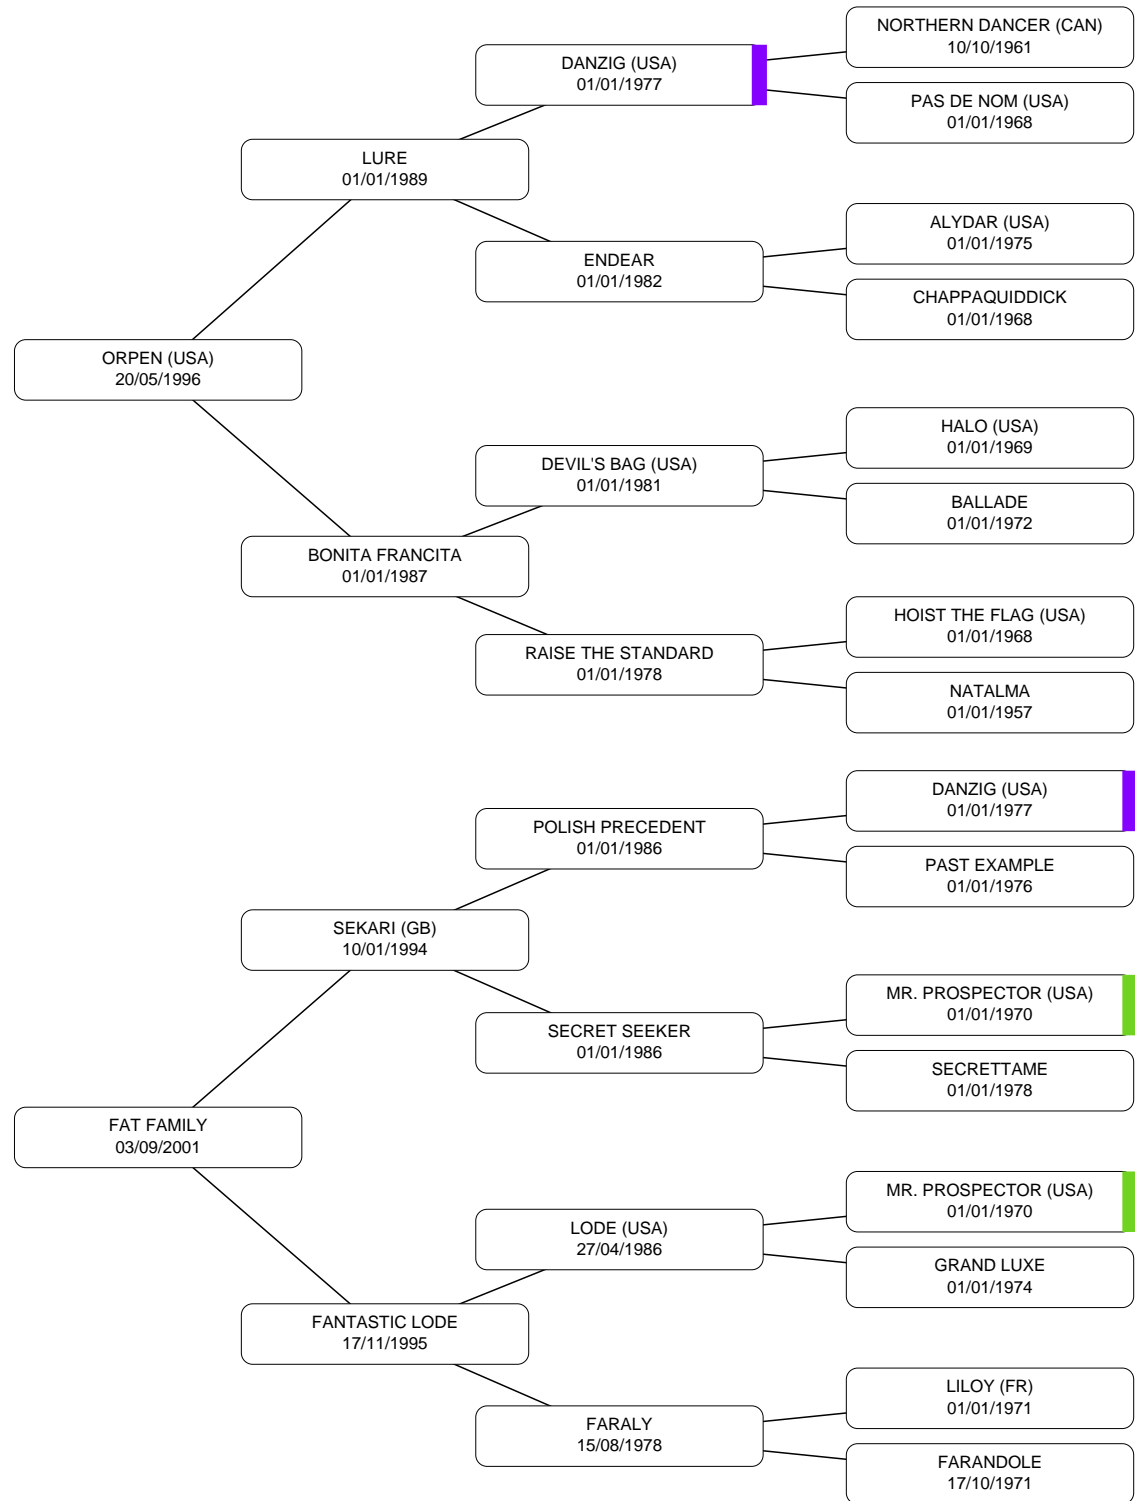 NORTHERN DANCER (CAN)
10/10/1961
DANZIG (USA)
01/01/1977
PAS DE NOM (USA)
01/01/1968
LURE
01/01/1989
ALYDAR (USA)
01/01/1975
ENDEAR
01/01/1982
CHAPPAQUIDDICK
01/01/1968
ORPEN (USA)
20/05/1996
HALO (USA)
01/01/1969
DEVIL'S BAG (USA)
01/01/1981
BALLADE
01/01/1972
BONITA FRANCITA
01/01/1987
HOIST THE FLAG (USA)
01/01/1968
RAISE THE STANDARD
01/01/1978
NATALMA
01/01/1957
DANZIG (USA)
01/01/1977
POLISH PRECEDENT
01/01/1986
PAST EXAMPLE
01/01/1976
SEKARI (GB)
10/01/1994
MR. PROSPECTOR (USA)
01/01/1970
SECRET SEEKER
01/01/1986
SECRETTAME
01/01/1978
FAT FAMILY
03/09/2001
MR. PROSPECTOR (USA)
01/01/1970
LODE (USA)
27/04/1986
GRAND LUXE
01/01/1974
FANTASTIC LODE
17/11/1995
LILOY (FR)
01/01/1971
FARALY
15/08/1978
FARANDOLE
17/10/1971